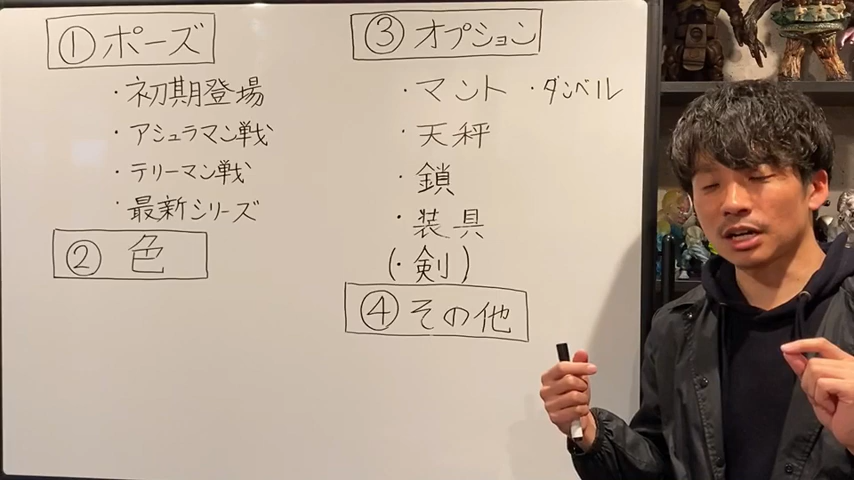 ① ポーズ
・初期登場
・アシュラマン戦
・テリーマン戦
・最新シリーズ
② 色
③ オプション
・マント ・ダンベル
・天秤
・鎖
・装具
(・剣)
④ その他